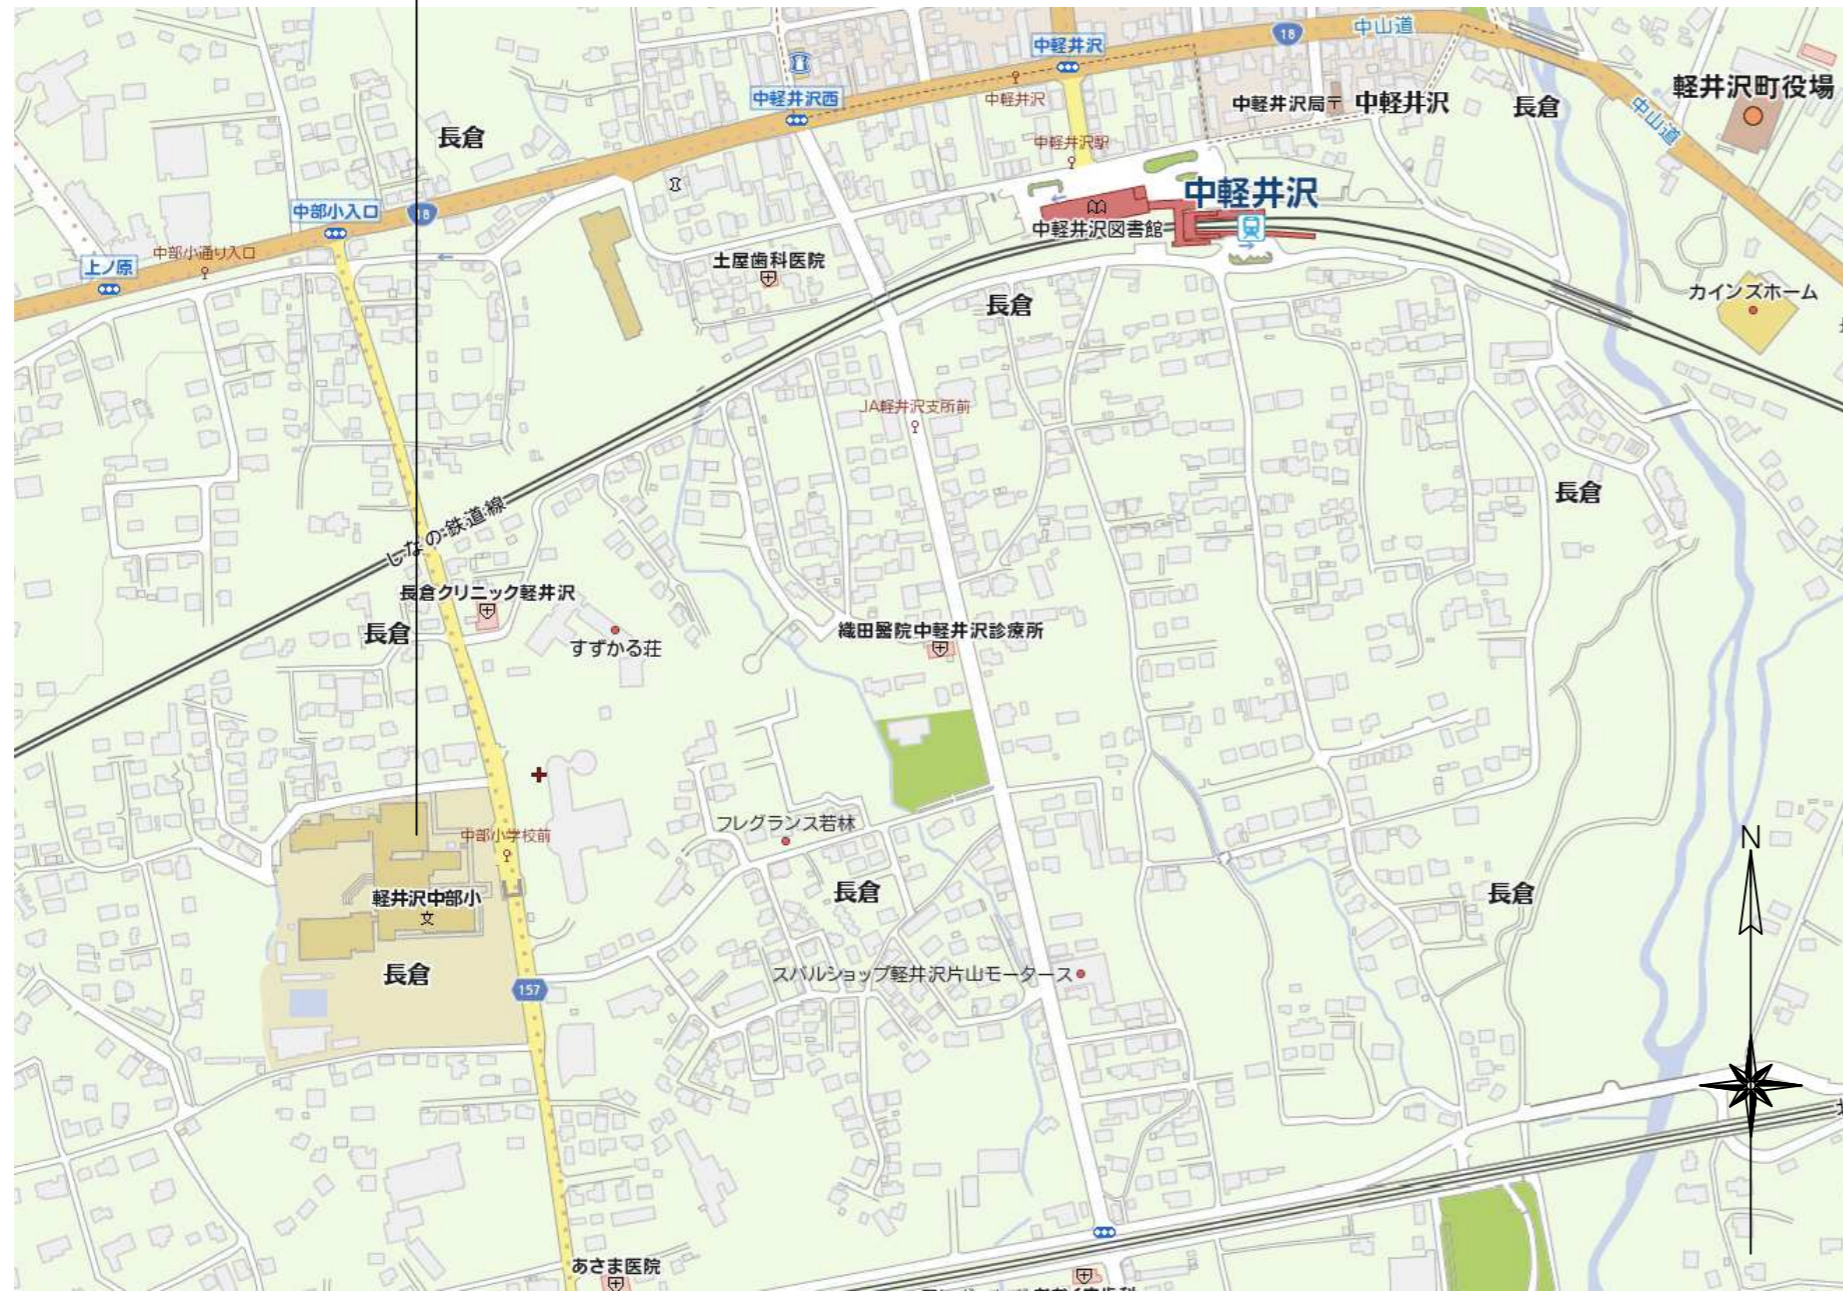 中軽井沢
18
中山道
軽井沢町役場
中軽井沢西
中軽井沢
中軽井沢局〒
中軽井沢
長倉
中山道
長倉
中軽井沢駅
中軽井沢
中部小入口
18
中軽井沢図書館
中部小通り入口
上ノ原
土屋歯科医院
カインズホーム
長倉
JA軽井沢支所前
長倉
しなの鉄道線
長倉クリニック軽井沢
長倉
すずかる荘
織田醫院中軽井沢診療所
フレグランス若林
中部小学校前
N
軽井沢中部小
文
長倉
長倉
長倉
スバルショップ軽井沢片山モータース
157
あさま医院